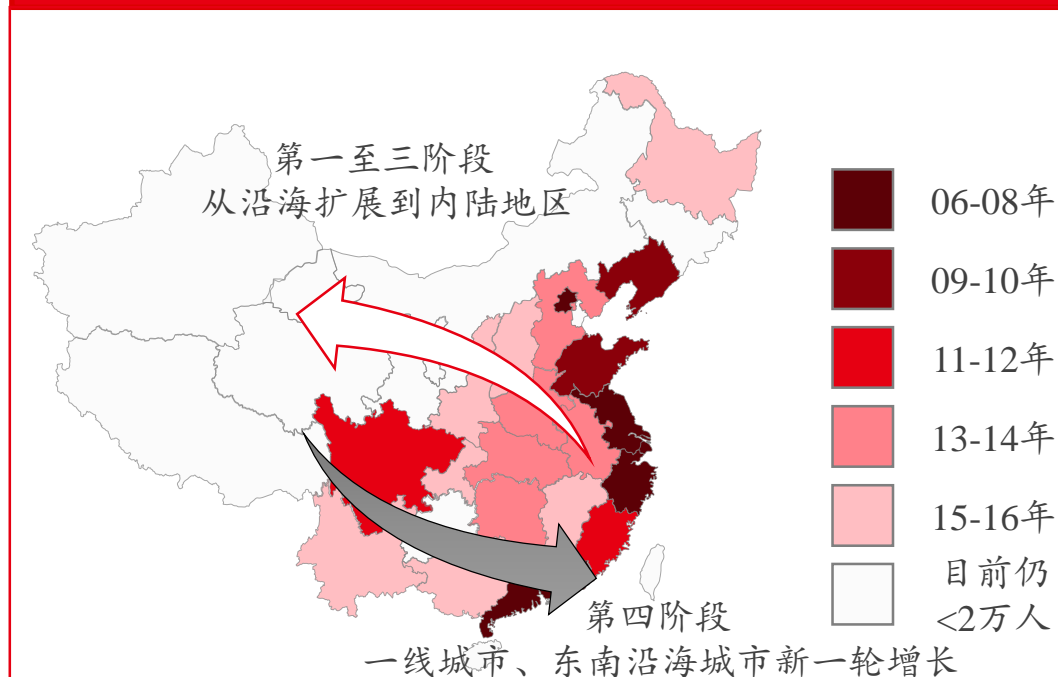 第一至三阶段
从沿海扩展到内陆地区
06-08年
09-10年
11-12年
13-14年
15-16年
目前仍
<2万人
第四阶段
一线城市、东南沿海城市新一轮增长